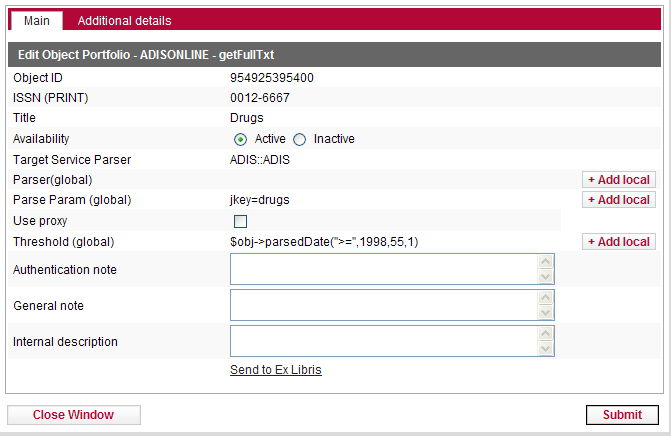 Main Additional details
Edit Object Portfolio - ADISONLINE - getFullTxt
Object ID 954925395400
ISSN (PRINT) 0012-6667
Title Drugs
Availability Active Inactive
Target Service Parser ADIS::ADIS
Parser(global) + Add local
Parse Param (global) jkey=drugs + Add local
Use proxy
Threshold (global) $obj->parsedDate(">=",1998,55,1) + Add local
Authentication note
General note
Internal description
Send to Ex Libris
Close Window Submit